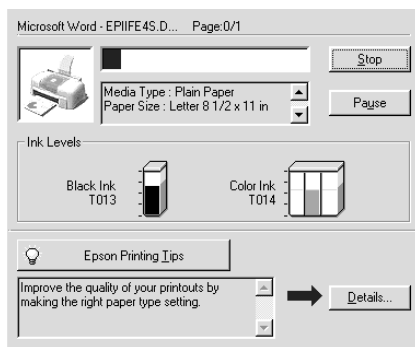 Microsoft Word - EPIIFE4S.D... Page:0/1
Stop
Media Type : Plain Paper
Paper Size : Letter 8 1/2 x 11 in
Pause
Ink Levels
Black Ink
T013
Color Ink
T014
Epson Printing Tips
Improve the quality of your printouts by
making the right paper type setting.
Details...